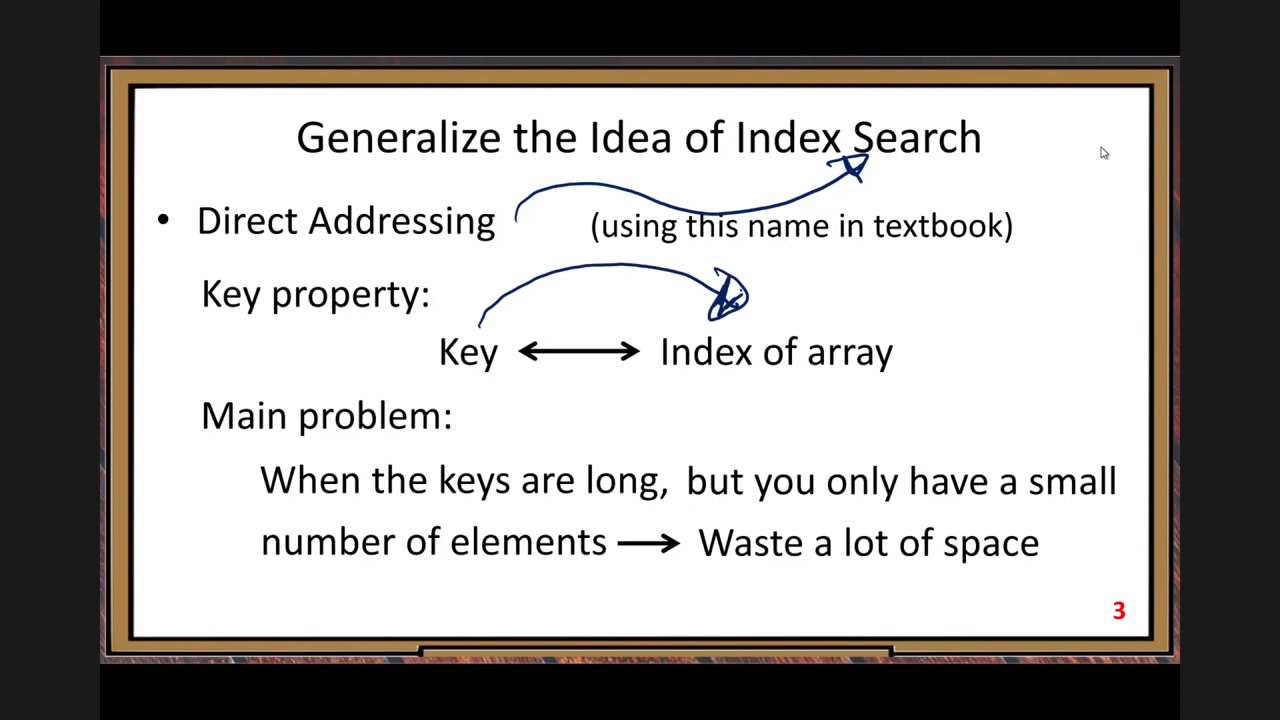 Generalize the Idea of Index Search
• Direct Addressing (using this name in textbook)
Key property:
Key ⟷ Index of array
Main problem:
When the keys are long, but you only have a small
number of elements ⟶ Waste a lot of space
3